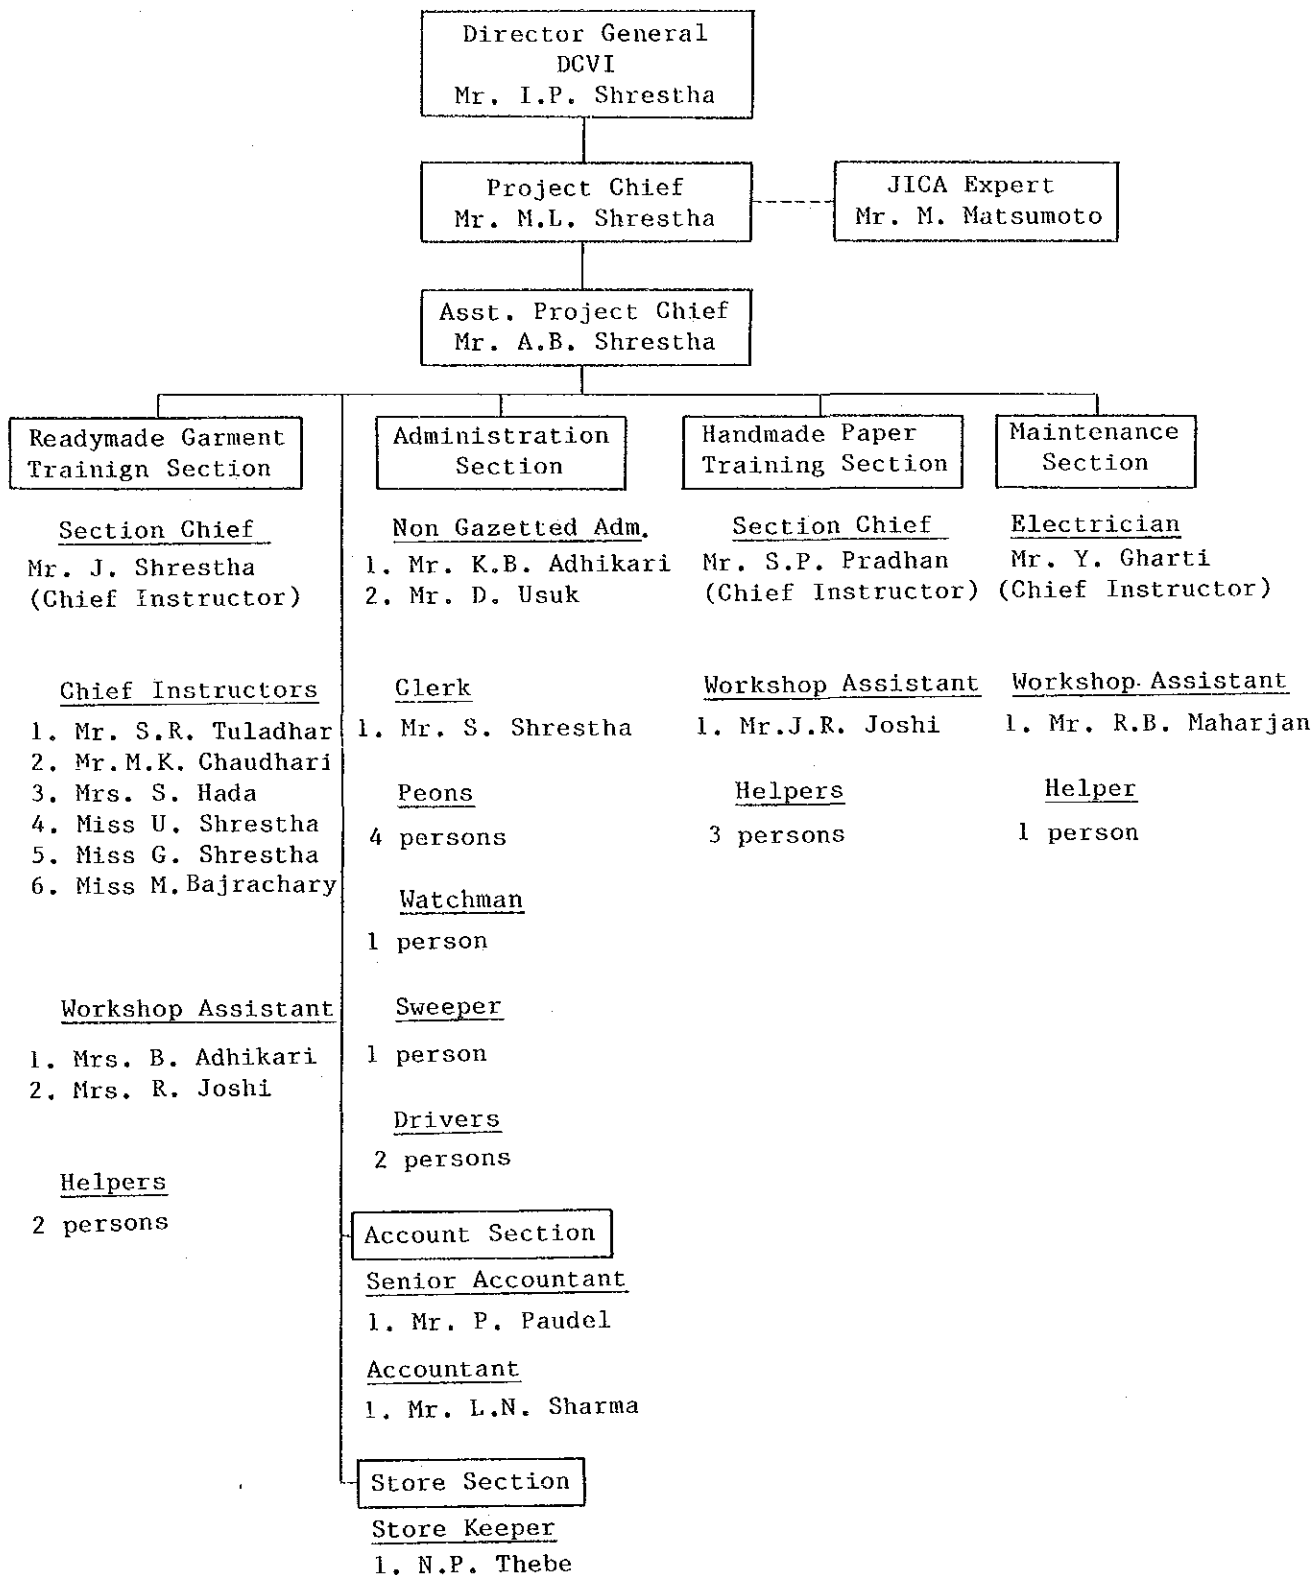 Director General
DCVI
Mr. I.P. Shrestha
Project Chief
Mr. M.L. Shrestha
JICA Expert
Mr. M. Matsumoto
Asst. Project Chief
Mr. A.B. Shrestha
Readymade Garment
Trainign Section
Section Chief
Mr. J. Shrestha
(Chief Instructor)
Chief Instructors
1. Mr. S.R. Tuladhar
2. Mr.M.K. Chaudhari
3. Mrs. S. Hada
4. Miss U. Shrestha
5. Miss G. Shrestha
6. Miss M.Bajrachary
Workshop Assistant
1. Mrs. B. Adhikari
2. Mrs. R. Joshi
Helpers
2 persons
Administration
Section
Non Gazetted Adm.
1. Mr. K.B. Adhikari
2. Mr. D. Usuk
Clerk
1. Mr. S. Shrestha
Peons
4 persons
Watchman
1 person
Sweeper
1 person
Drivers
2 persons
Account Section
Senior Accountant
1. Mr. P. Paudel
Accountant
1. Mr. L.N. Sharma
Store Section
Store Keeper
1. N.P. Thebe
Handmade Paper
Training Section
Section Chief
Mr. S.P. Pradhan
(Chief Instructor)
Workshop Assistant
1. Mr.J.R. Joshi
Helpers
3 persons
Maintenance
Section
Electrician
Mr. Y. Gharti
(Chief Instructor)
Workshop Assistant
1. Mr. R.B. Maharjan
Helper
1 person